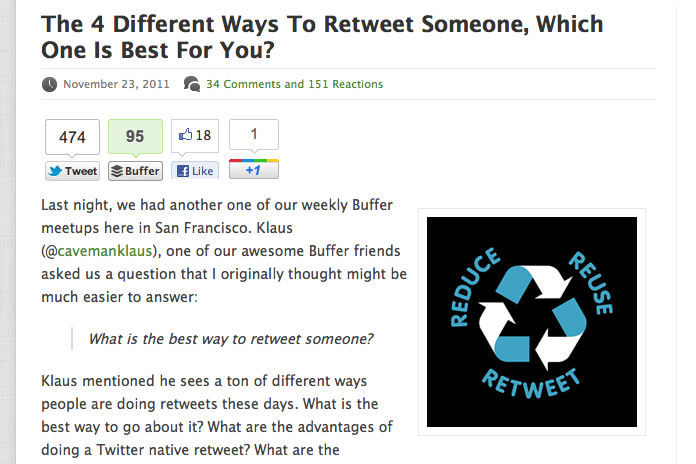 The 4 Different Ways To Retweet Someone, Which
One Is Best For You?
November 23, 2011 34 Comments and 151 Reactions
474 95 18 1
Tweet Buffer Like +1
Last night, we had another one of our weekly Buffer
meetups here in San Francisco. Klaus
(@cavemanklaus), one of our awesome Buffer friends
asked us a question that I originally thought might be
much easier to answer:
What is the best way to retweet someone?
Klaus mentioned he sees a ton of different ways
people are doing retweets these days. What is the
best way to go about it? What are the advantages of
doing a Twitter native retweet? What are the
REDUCE
REUSE
RETWEET